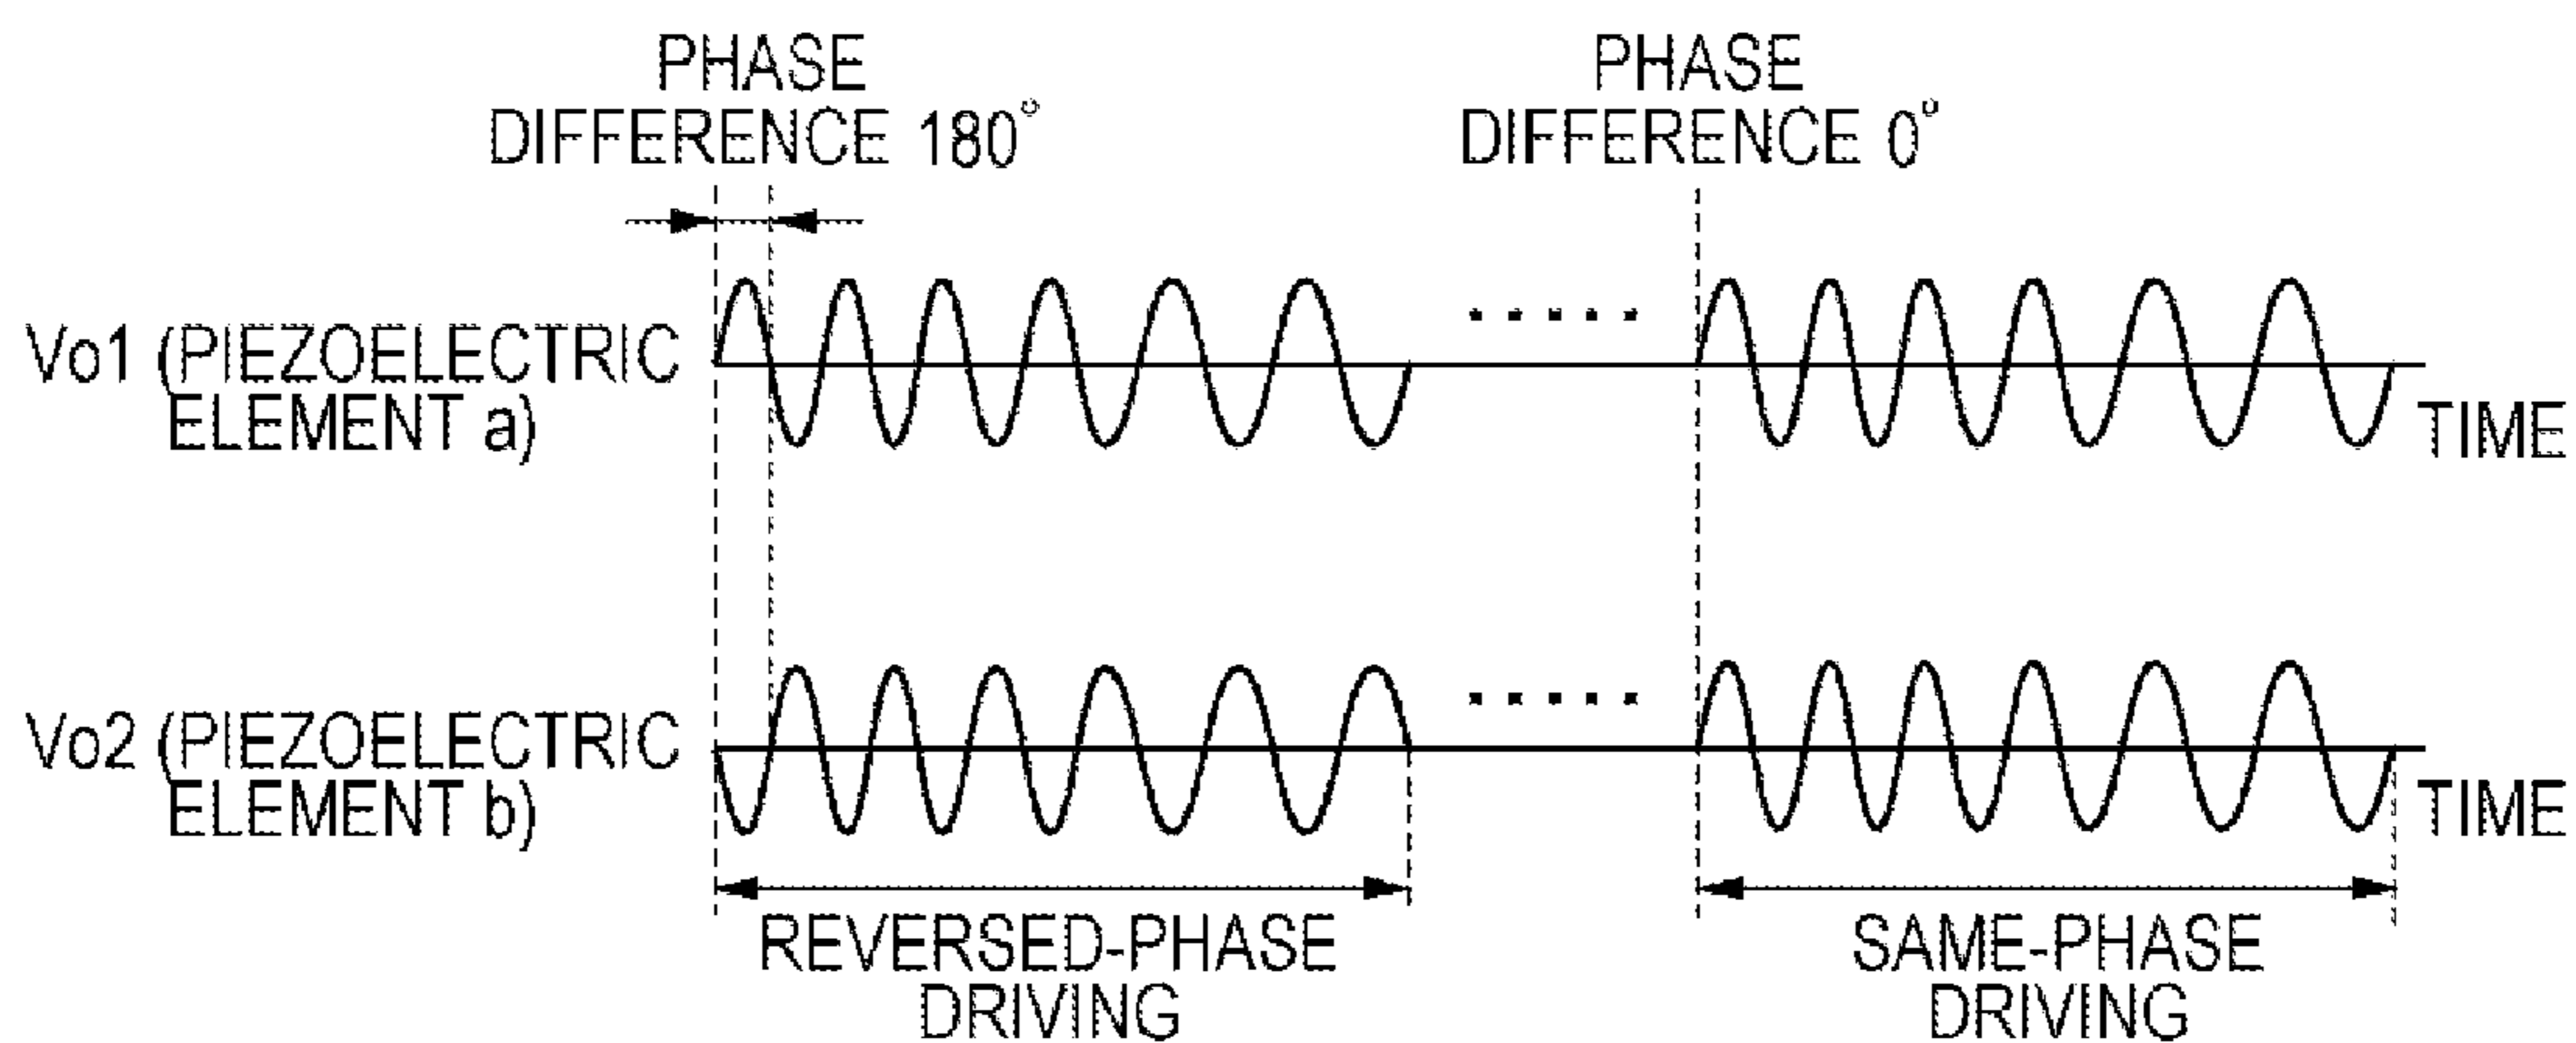 PHASE
DIFFERENCE 180°
PHASE
DIFFERENCE 0°
Vo1 (PIEZOELECTRIC
ELEMENT a)
TIME
Vo2 (PIEZOELECTRIC
ELEMENT b)
TIME
REVERSED-PHASE
DRIVING
SAME-PHASE
DRIVING